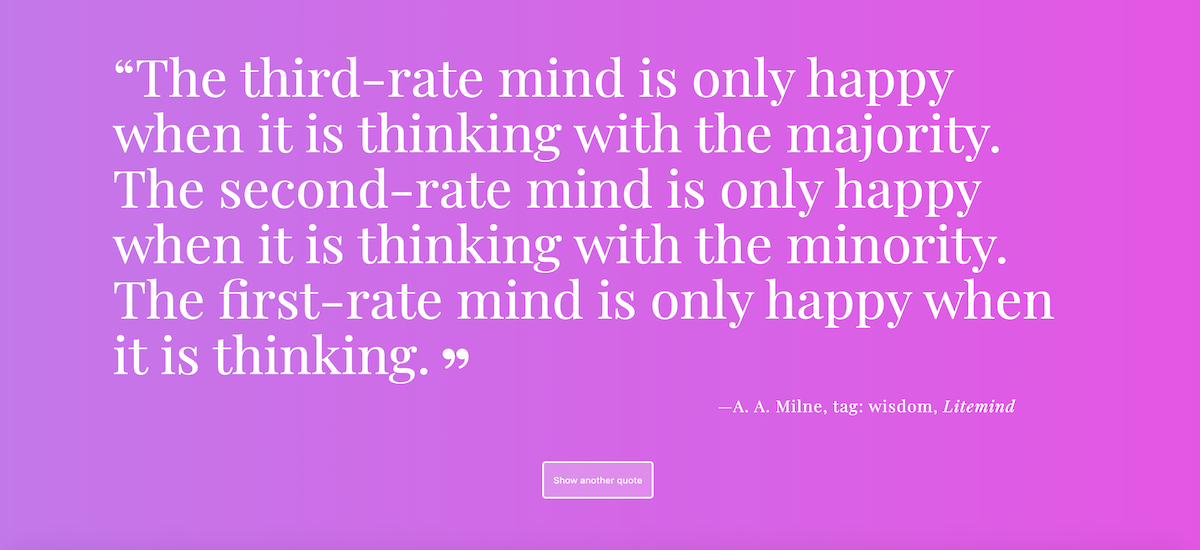 “The third-rate mind is only happy
when it is thinking with the majority.
The second-rate mind is only happy
when it is thinking with the minority.
The first-rate mind is only happy when
it is thinking. ”
—A. A. Milne, tag: wisdom, Litemind
Show another quote